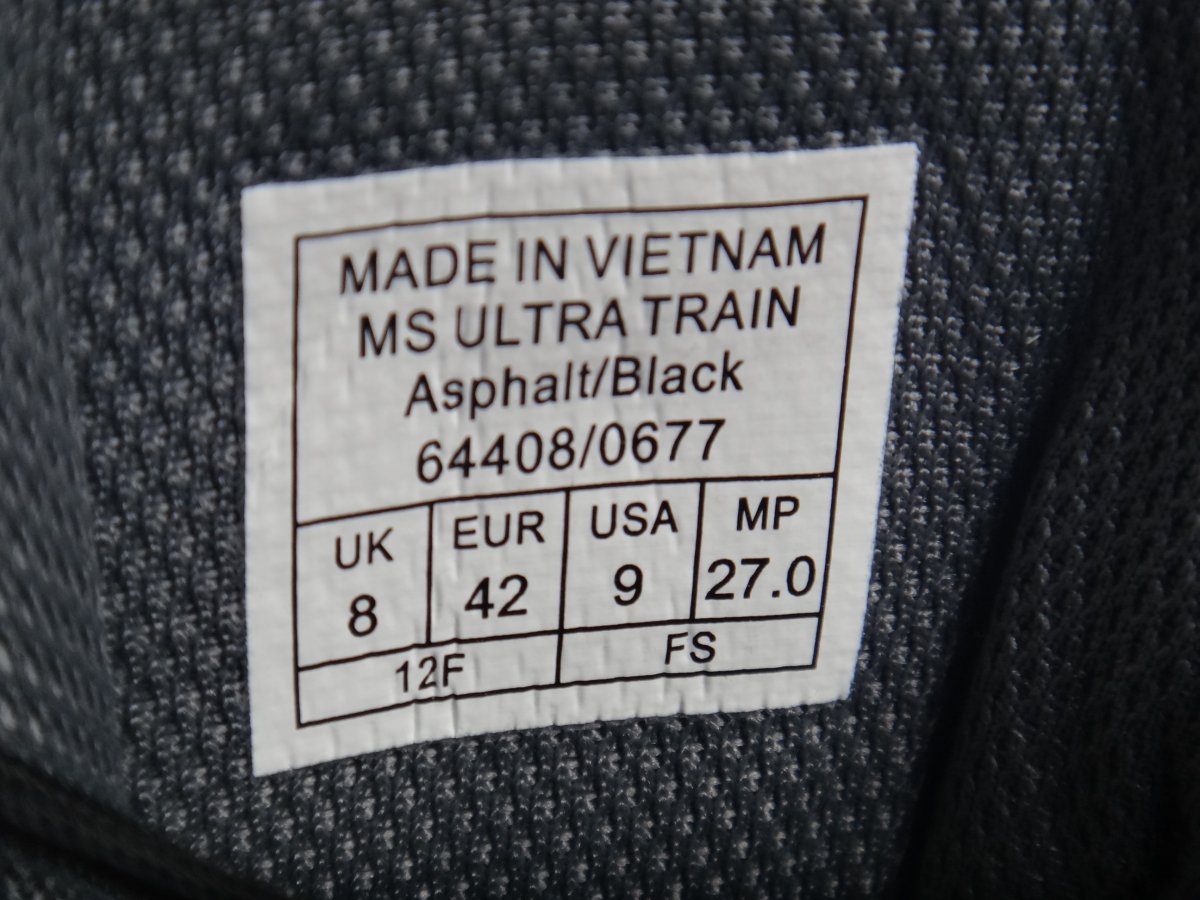 MADE IN VIETNAM
MS ULTRA TRAIN
Asphalt/Black
64408/0677
UK EUR USA MP
8 42 9 27.0
12F FS